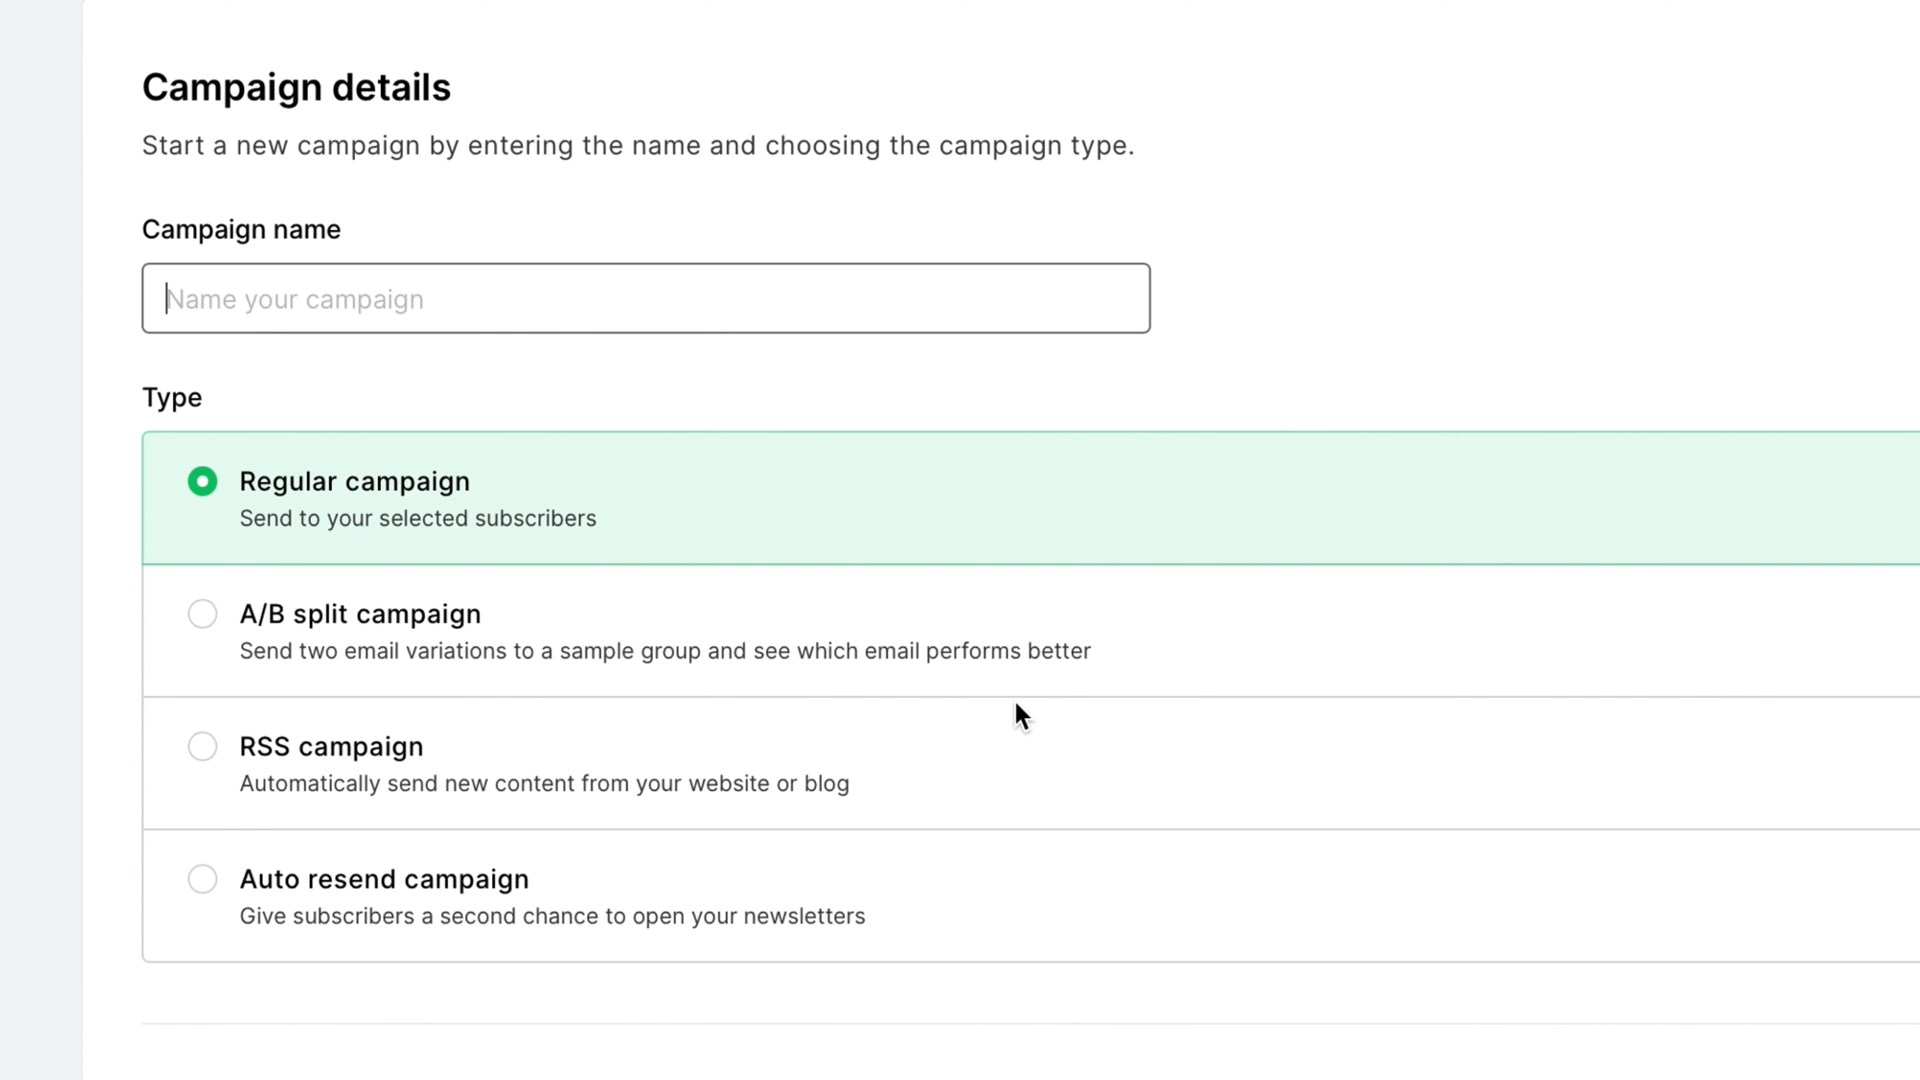 Campaign details
Start a new campaign by entering the name and choosing the campaign type.
Campaign name
Name your campaign
Type
Regular campaign
Send to your selected subscribers
A/B split campaign
Send two email variations to a sample group and see which email performs better
RSS campaign
Automatically send new content from your website or blog
Auto resend campaign
Give subscribers a second chance to open your newsletters